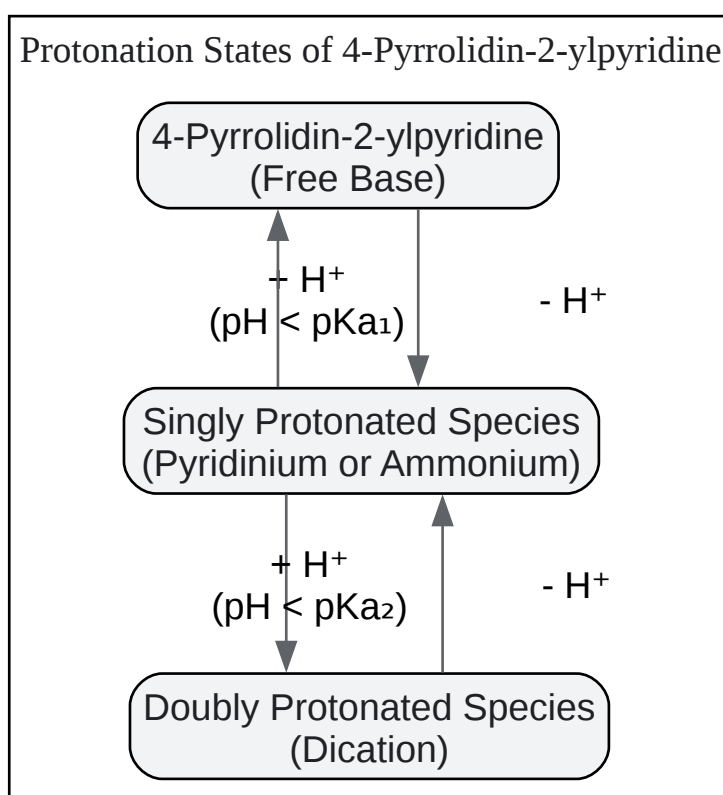 Protonation States of 4-Pyrrolidin-2-ylpyridine
4-Pyrrolidin-2-ylpyridine
(Free Base)
+ H⁺
(pH < pKa₁)
- H⁺
Singly Protonated Species
(Pyridinium or Ammonium)
+ H⁺
(pH < pKa₂)
- H⁺
Doubly Protonated Species
(Dication)